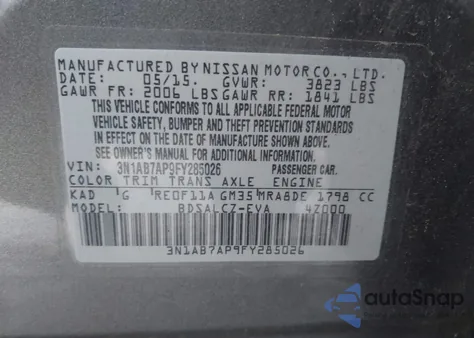 MANUFACTURED BY NISSAN MOTOR CO., LTD.
DATE: 05/15. GVWR: 3823 LBS
GAWR FR: 2006 LBS GAWR RR: 1841 LBS
THIS VEHICLE CONFORMS TO ALL APPLICABLE FEDERAL MOTOR
VEHICLE SAFETY, BUMPER AND THEFT PREVENTION STANDARDS
IN EFFECT ON THE DATE OF MANUFACTURE SHOWN ABOVE.
SEE OWNER'S MANUAL FOR ADDITIONAL INFORMATION.
VIN: 3N1AB7AP9FY285026 PASSENGER CAR.
COLOR TRIM TRANS AXLE ENGINE
KAD G RE0F11A GM35 MRA8DE 1798 CC
MODEL: BDSALCZ-EVA 4Z000
3N1AB7AP9FY285026
autoSnap